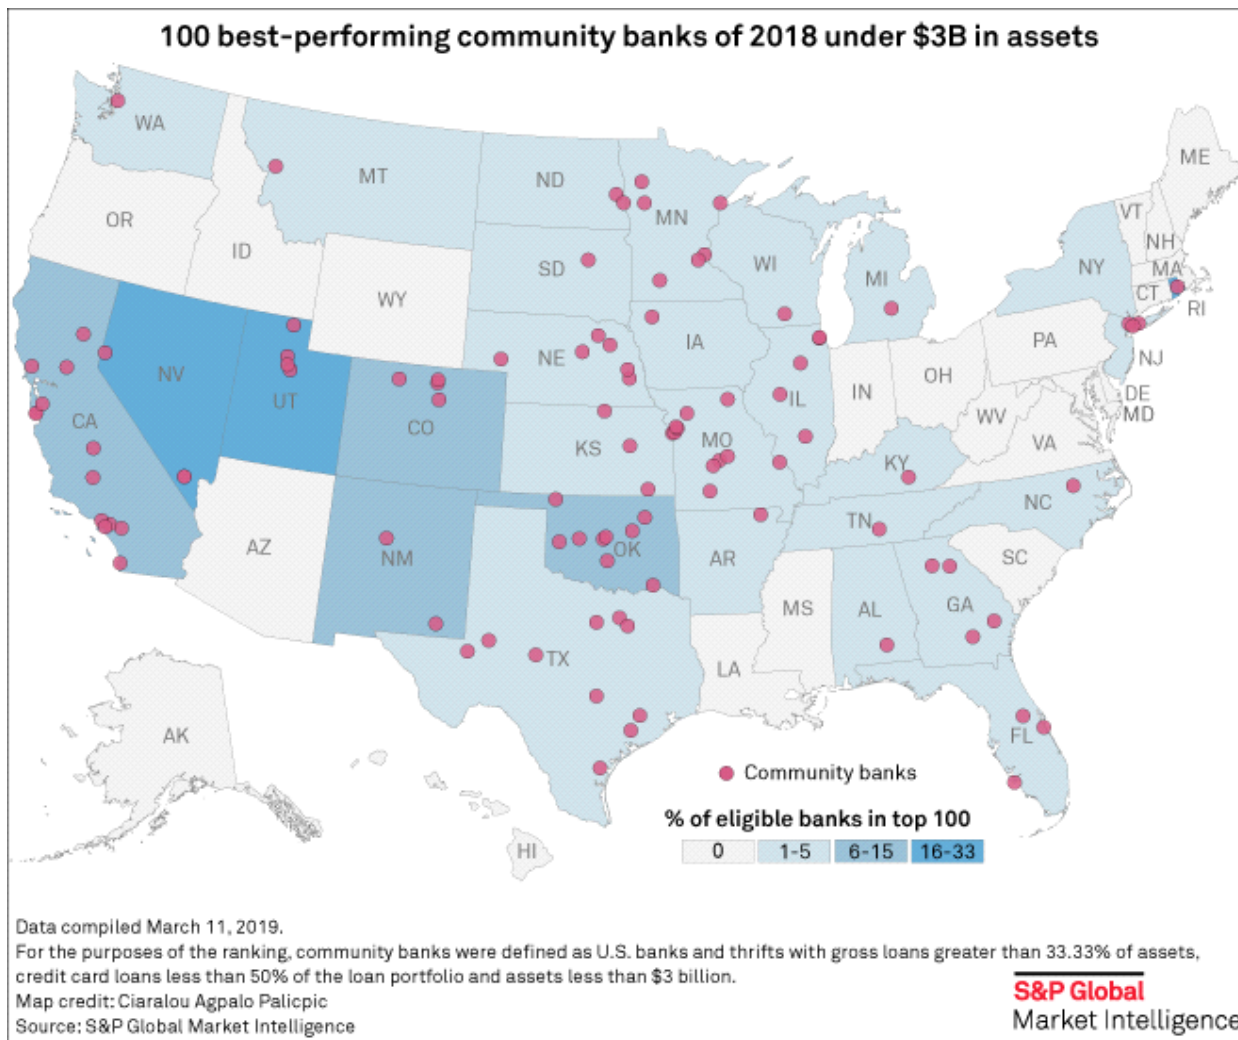 100 best-performing community banks of 2018 under $3B in assets
WA
MT
ND
MN
ME
OR
ID
WY
SD
WI
MI
NY
VT
NH
MA
CT
RI
NV
UT
CA
CO
NE
IA
IL
IN
OH
PA
NJ
DE
MD
WV
VA
KS
MO
KY
NC
AZ
NM
OK
AR
TN
SC
MS
AL
GA
TX
LA
FL
AK
HI
Community banks
% of eligible banks in top 100
0 1-5 6-15 16-33
Data compiled March 11, 2019.
For the purposes of the ranking, community banks were defined as U.S. banks and thrifts with gross loans greater than 33.33% of assets,
credit card loans less than 50% of the loan portfolio and assets less than $3 billion.
Map credit: Ciaralou Agpalo Palicpic
Source: S&P Global Market Intelligence
S&P Global
Market Intelligence